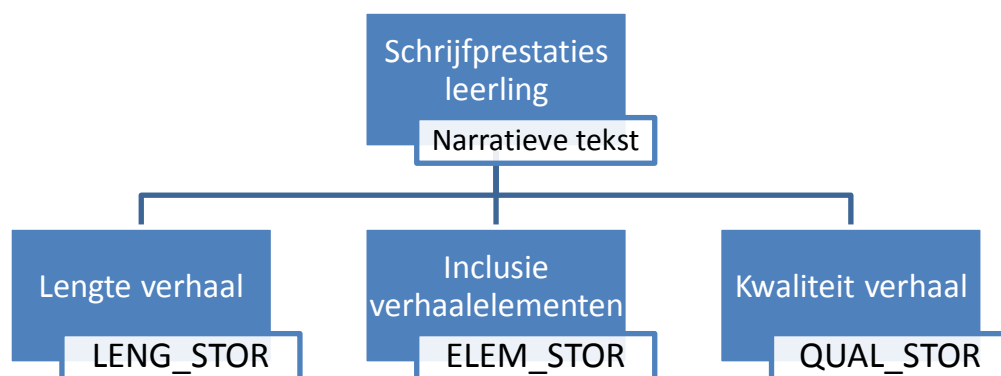 Schrijfprestaties
leerling
Narratieve tekst
Lengte verhaal
LENG_STOR
Inclusie
verhaalelementen
ELEM_STOR
Kwaliteit verhaal
QUAL_STOR